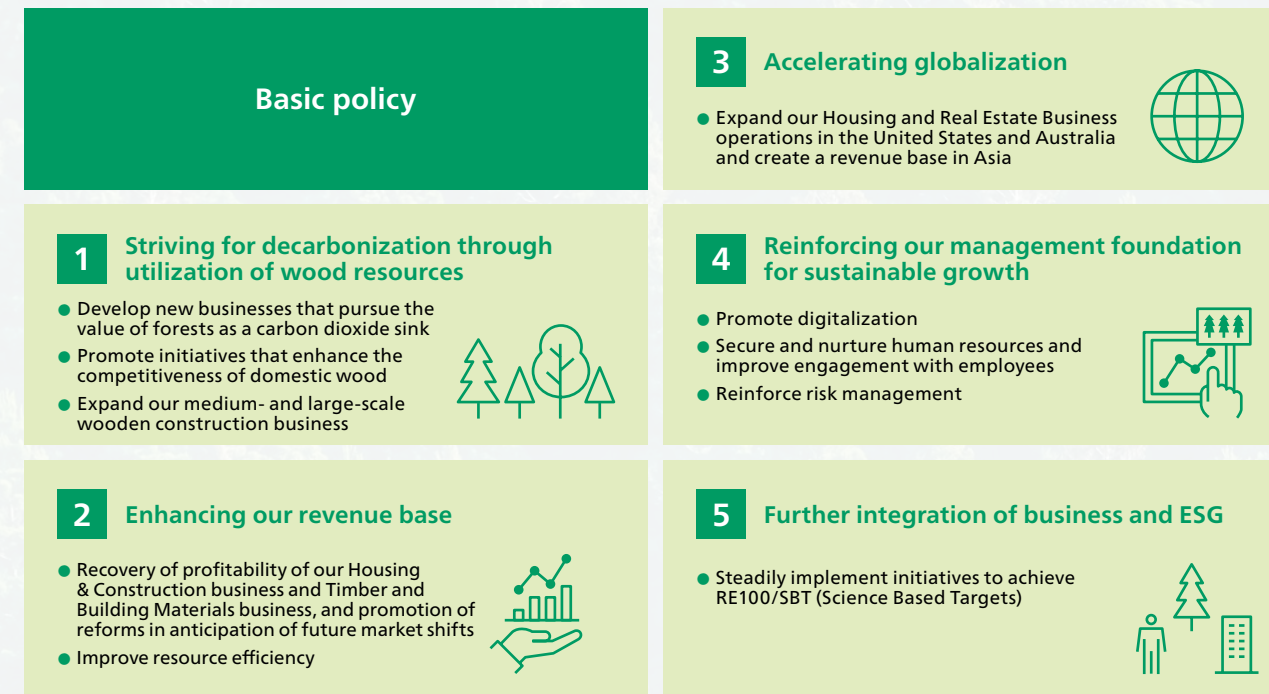 Basic policy
1
Striving for decarbonization through
utilization of wood resources
● Develop new businesses that pursue the
value of forests as a carbon dioxide sink
● Promote initiatives that enhance the
competitiveness of domestic wood
● Expand our medium- and large-scale
wooden construction business
2
Enhancing our revenue base
● Recovery of profitability of our Housing
& Construction business and Timber and
Building Materials business, and promotion of
reforms in anticipation of future market shifts
● Improve resource efficiency
3
Accelerating globalization
● Expand our Housing and Real Estate Business
operations in the United States and Australia
and create a revenue base in Asia
4
Reinforcing our management foundation
for sustainable growth
● Promote digitalization
● Secure and nurture human resources and
improve engagement with employees
● Reinforce risk management
5
Further integration of business and ESG
● Steadily implement initiatives to achieve
RE100/SBT (Science Based Targets)